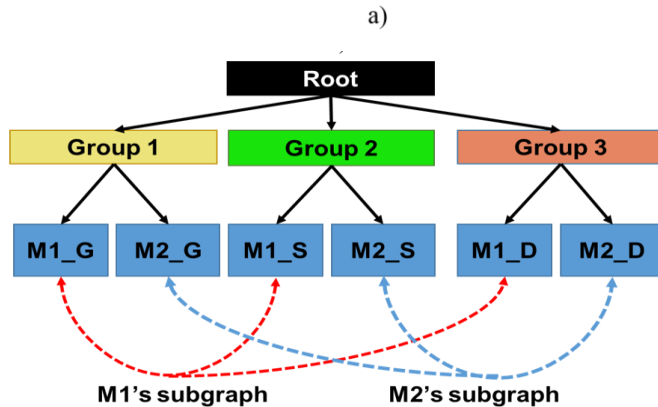 a)
Root
Group 1 Group 2 Group 3
M1_G M2_G M1_S M2_S M1_D M2_D
M1's subgraph M2's subgraph